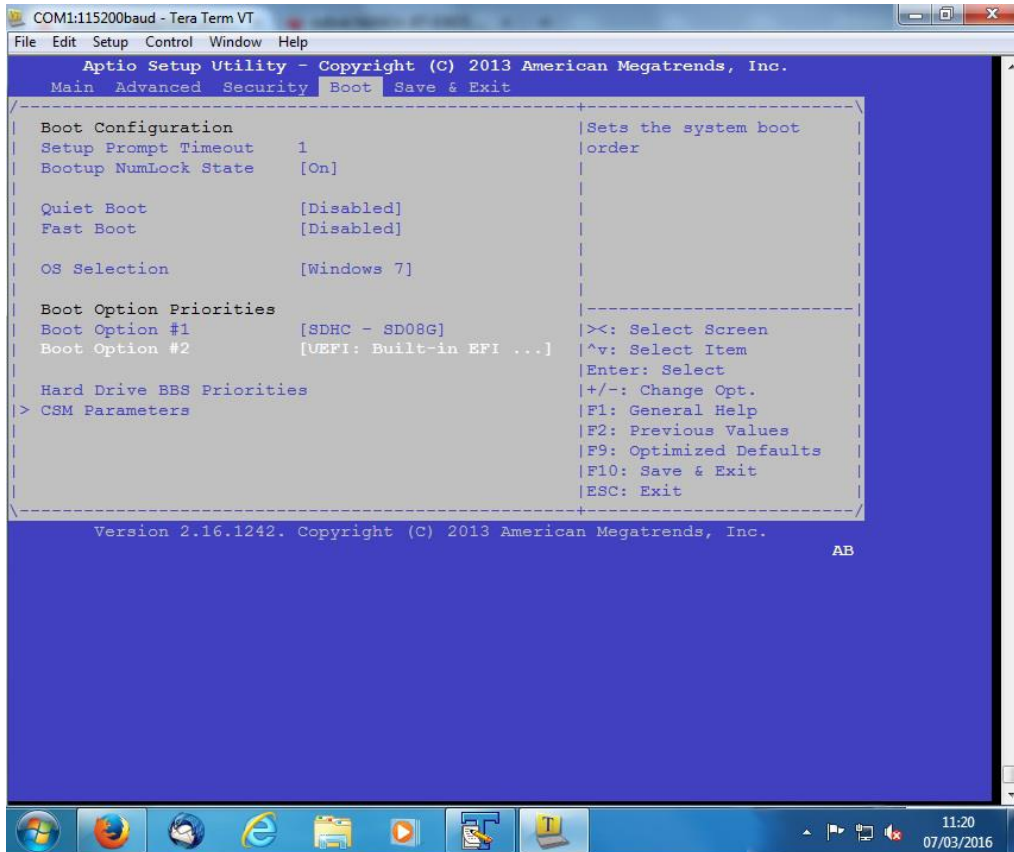 COM1:115200baud - Tera Term VT
File Edit Setup Control Window Help
Aptio Setup Utility - Copyright (C) 2013 American Megatrends, Inc.
Main Advanced Security Boot Save & Exit
/-------------------------------------------------------+--------------------------\
| Boot Configuration |Sets the system boot |
| Setup Prompt Timeout 1 |order |
| Bootup NumLock State [On] | |
| Quiet Boot [Disabled] | |
| Fast Boot [Disabled] | |
| OS Selection [Windows 7] | |
| Boot Option Priorities |--------------------------|
| Boot Option #1 [SDHC - SD08G] |><: Select Screen |
| Boot Option #2 [UEFI: Built-in EFI ...] |^v: Select Item |
| |Enter: Select |
| Hard Drive BBS Priorities |+/-: Change Opt. |
|> CSM Parameters |F1: General Help |
| |F2: Previous Values |
| |F9: Optimized Defaults |
| |F10: Save & Exit |
| |ESC: Exit |
\-------------------------------------------------------+--------------------------/
Version 2.16.1242. Copyright (C) 2013 American Megatrends, Inc.
AB
11:20
07/03/2016